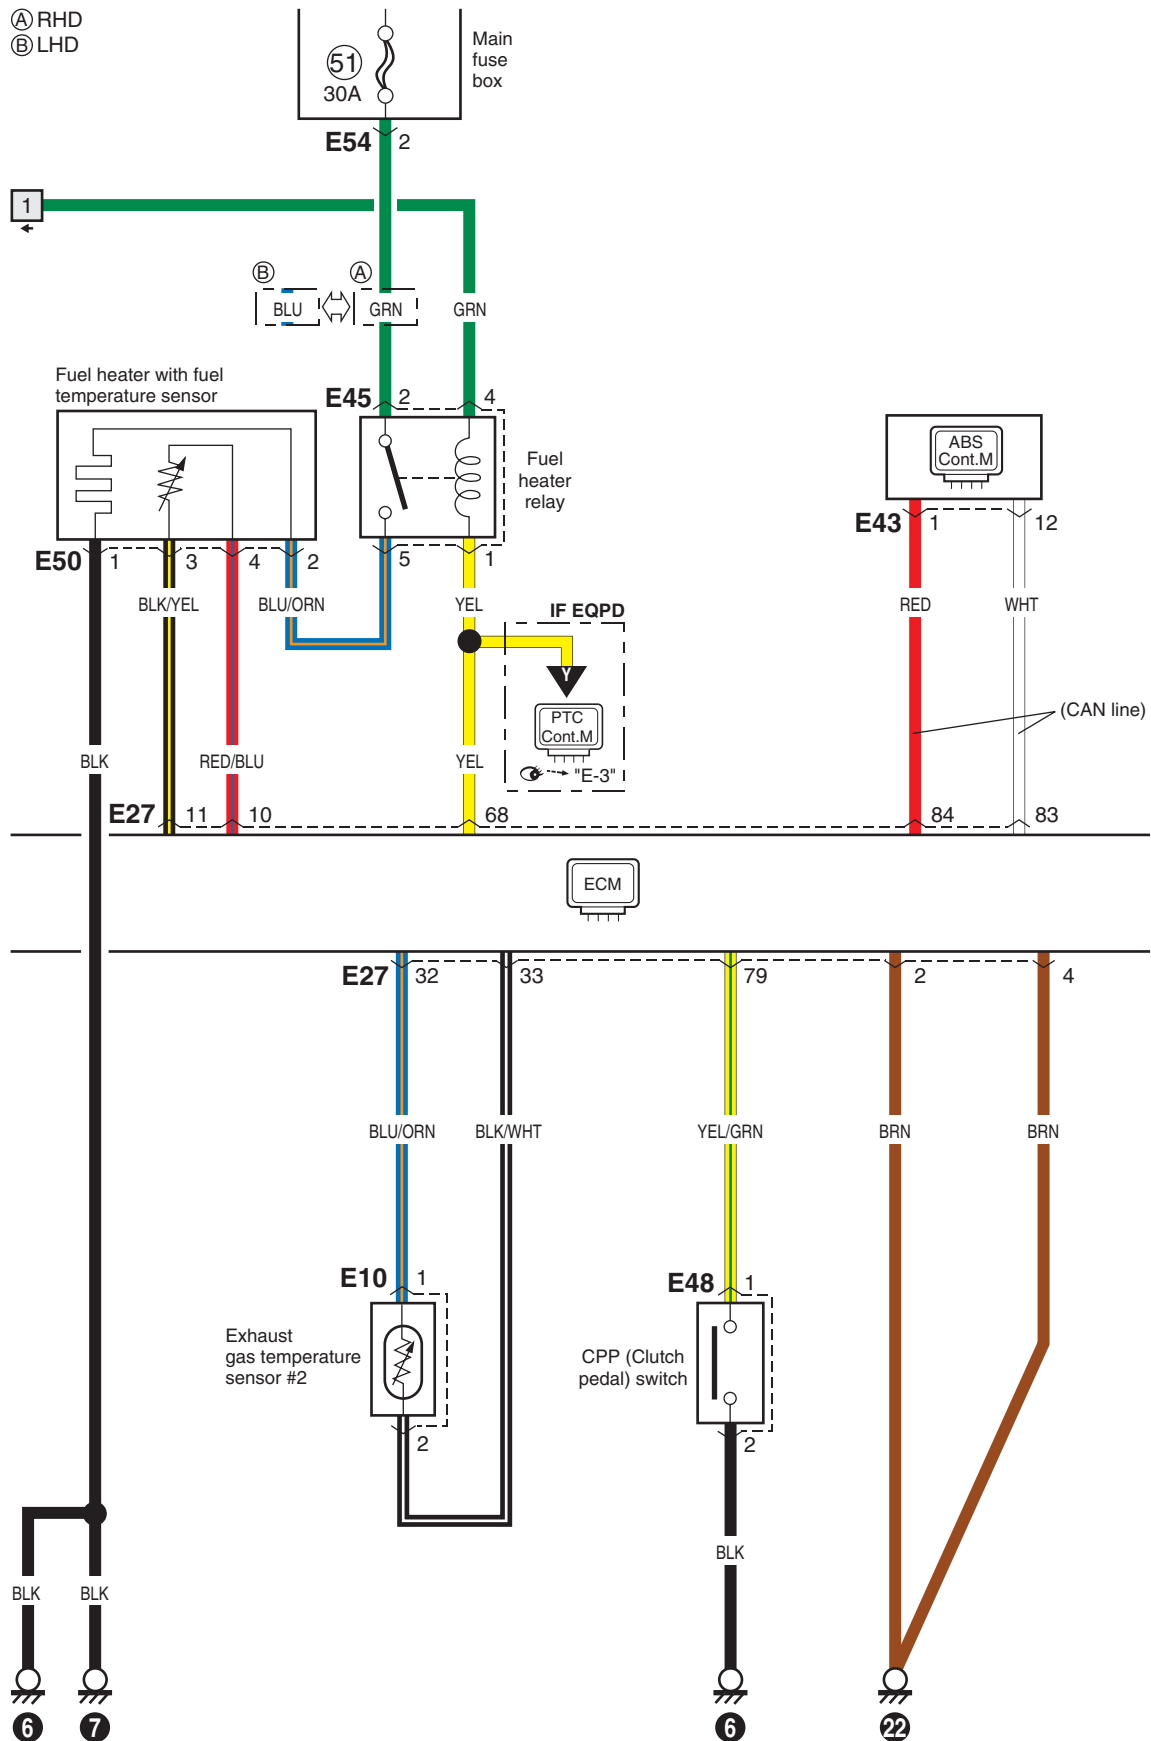 A RHD
B LHD
51
30A
Main
fuse
box
E54 2
1
B A
BLU GRN GRN
Fuel heater with fuel
temperature sensor
E45 2 4
Fuel
heater
relay
ABS
Cont.M
E43 1 12
E50 1 3 4 2 5 1
BLK/YEL BLU/ORN YEL IF EQPD RED WHT
Y
PTC
Cont.M
"E-3"
(CAN line)
BLK RED/BLU YEL
E27 11 10 68 84 83
ECM
E27 32 33 79 2 4
BLU/ORN BLK/WHT YEL/GRN BRN BRN
E10 1
E48 1
Exhaust
gas temperature
sensor #2
CPP (Clutch
pedal) switch
2 2
BLK
BLK BLK
6 7 6 22